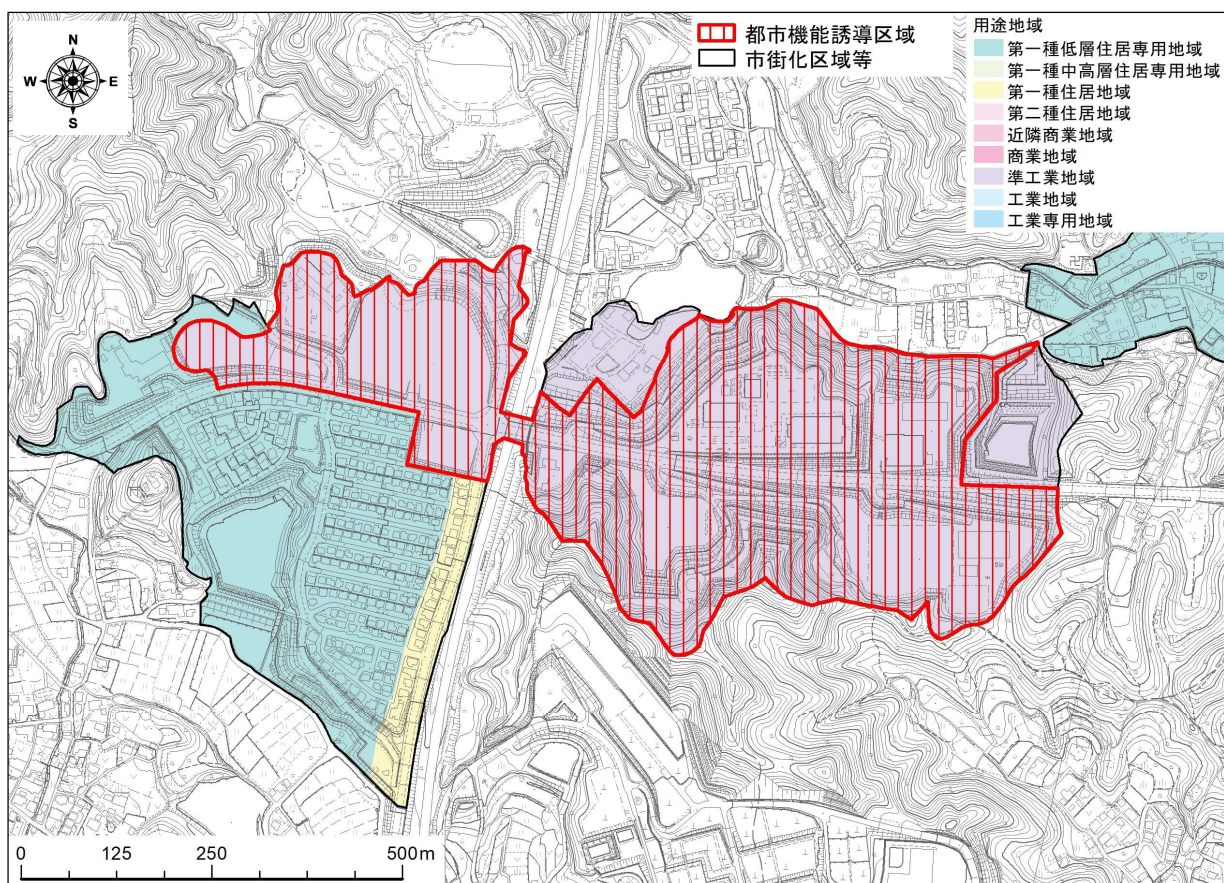 N
W
E
S
都市機能誘導区域
市街化区域等
用途地域
第一種低層住居専用地域
第一種中高層住居専用地域
第一種住居地域
第二種住居地域
近隣商業地域
商業地域
準工業地域
工業地域
工業専用地域
0 125 250 500m